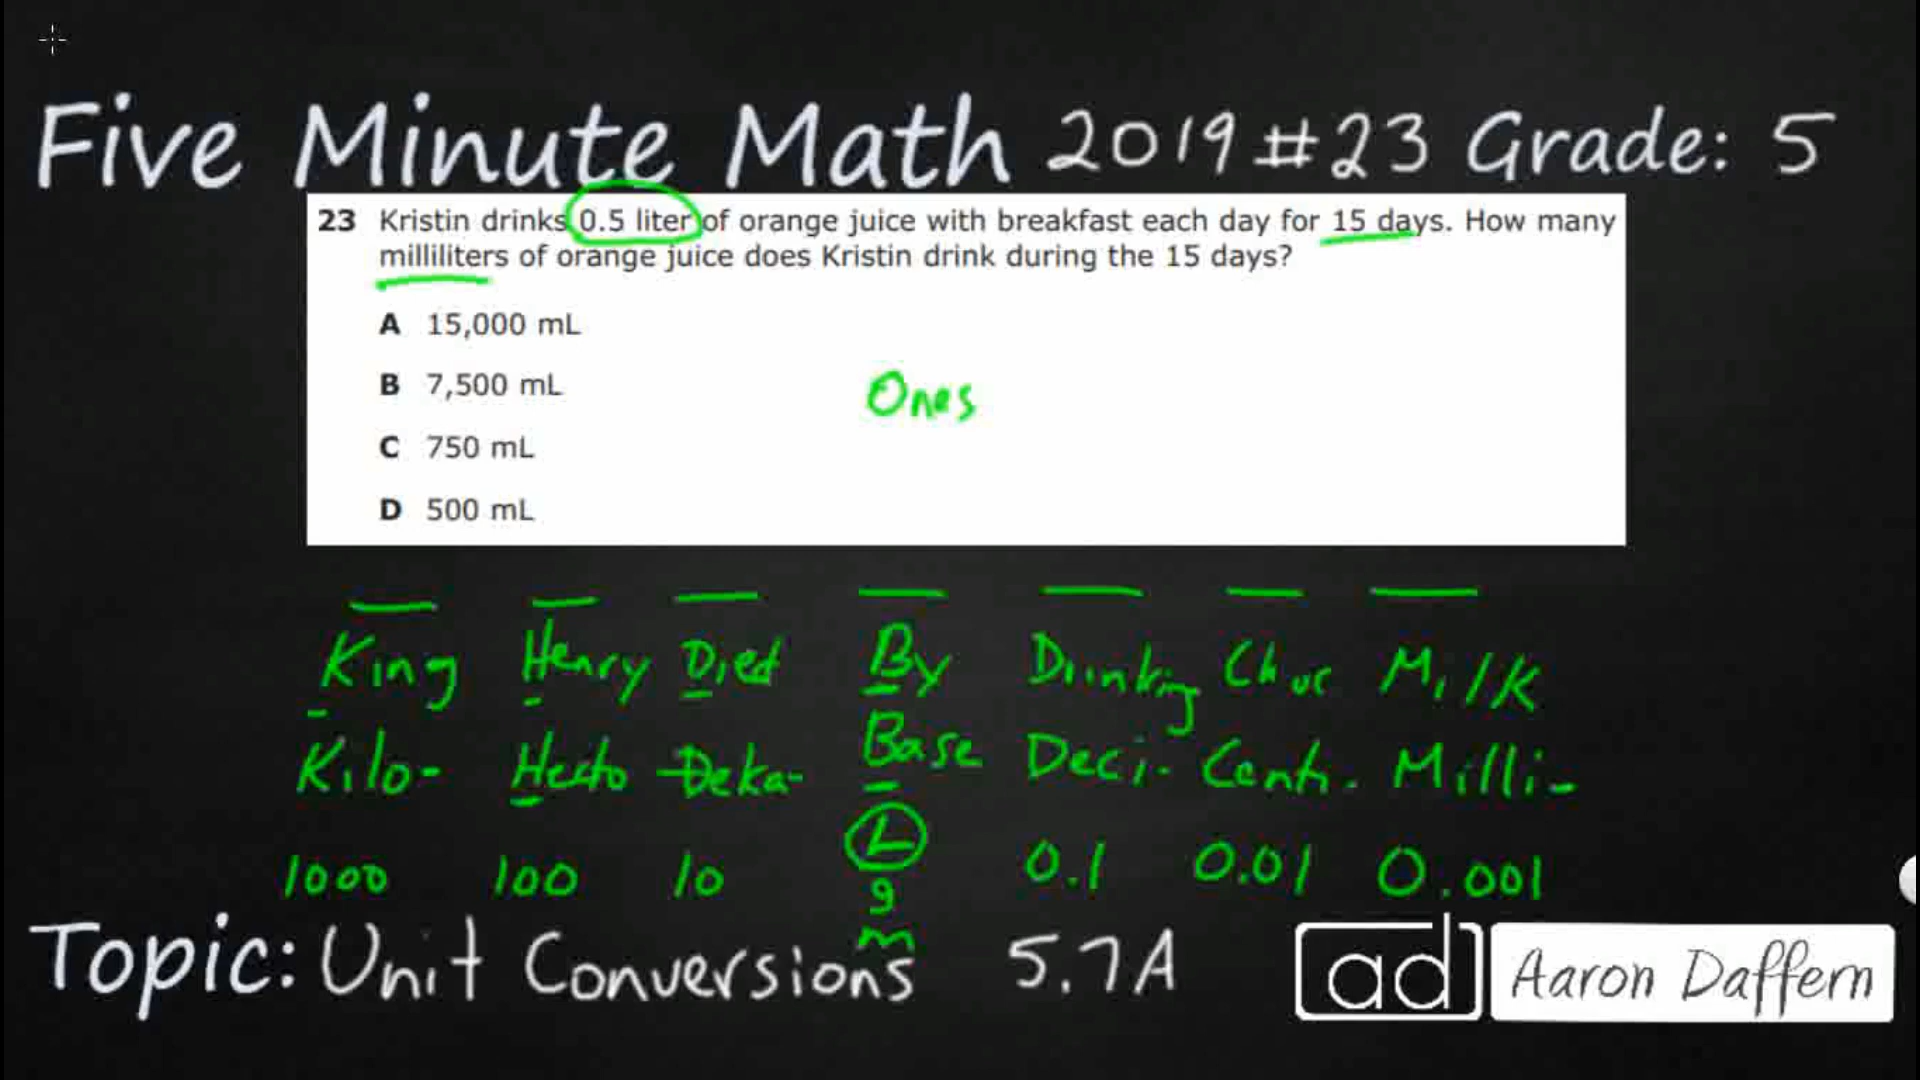 Five Minute Math 2019 #23 Grade: 5
23 Kristin drinks 0.5 liter of orange juice with breakfast each day for 15 days. How many
milliliters of orange juice does Kristin drink during the 15 days?
A 15,000 mL
B 7,500 mL
Ones
C 750 mL
D 500 mL
King Henry Died By Drinking Choc Milk
Kilo- Hecto Deka- Base Deci- Centi- Milli-
L
1000 100 10 0.1 0.01 0.001
g
m
Topic: Unit Conversions 5.7A
ad Aaron Daffern